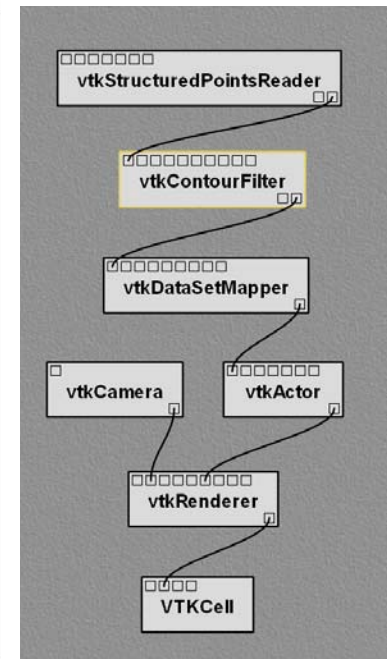 vtkStructuredPointsReader
vtkContourFilter
vtkDataSetMapper
vtkCamera
vtkActor
vtkRenderer
VTKCell